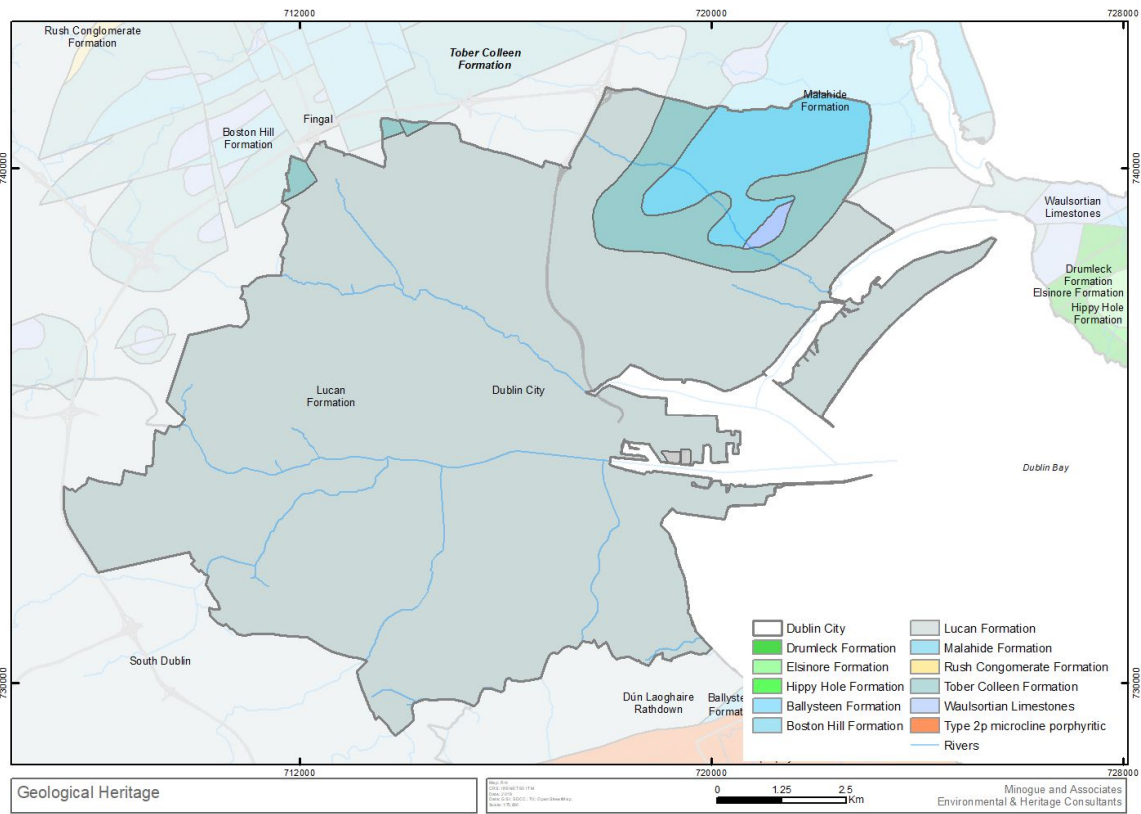 712000
720000
728000
Rush Conglomerate
Formation
Tober Colleen
Formation
Malahide
Formation
Fingal
Boston Hill
Formation
740000
740000
Waulsortian
Limestones
Drumleck
Formation
Elsinore Formation
Hippy Hole
Formation
Lucan
Formation
Dublin City
Dublin Bay
South Dublin
Dún Laoghaire
Rathdown
Ballyste
Format
730000
730000
Dublin City
Drumleck Formation
Elsinore Formation
Hippy Hole Formation
Ballysteen Formation
Boston Hill Formation
Lucan Formation
Malahide Formation
Rush Congomerate Formation
Tober Colleen Formation
Waulsortian Limestones
Type 2p microcline porphyritic
Rivers
712000
720000
728000
Geological Heritage
0 1.25 2.5
Km
Minogue and Associates
Environmental & Heritage Consultants